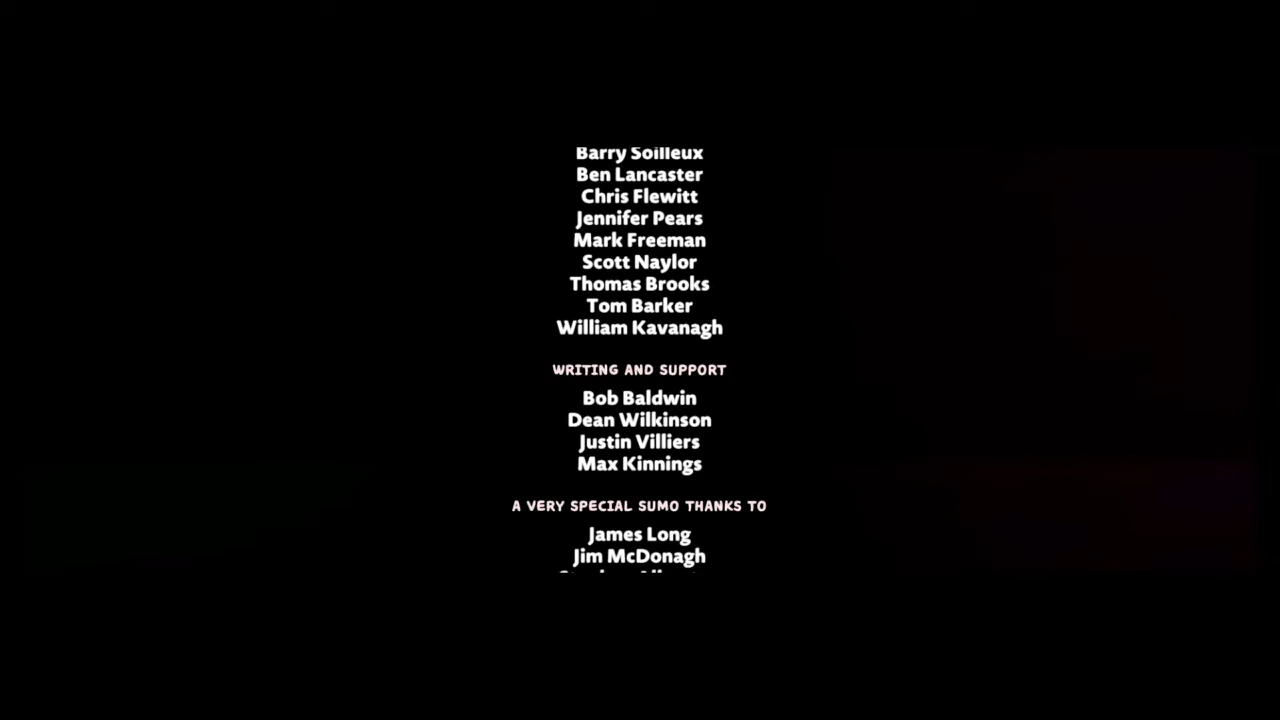 Barry Soilleux
Ben Lancaster
Chris Flewitt
Jennifer Pears
Mark Freeman
Scott Naylor
Thomas Brooks
Tom Barker
William Kavanagh
WRITING AND SUPPORT
Bob Baldwin
Dean Wilkinson
Justin Villiers
Max Kinnings
A VERY SPECIAL SUMO THANKS TO
James Long
Jim McDonagh